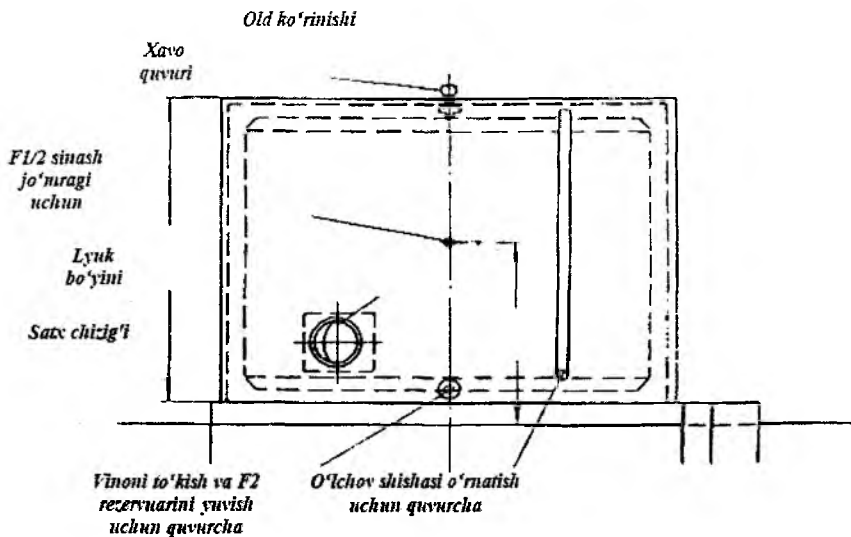 Old ko‘rinishi
Xavo
quvuri
F1/2 sinash
jo‘mragi
uchun
Lyuk
bo‘yini
Satx chizig'i
Vinoni to‘kish va F2
rezervuarini yuvish
uchun quvurcha
O‘lchov shishasi o‘rnatish
uchun quvurcha